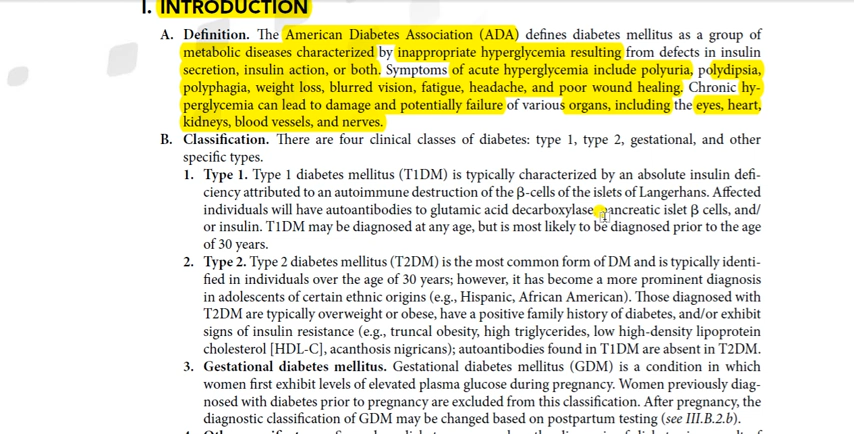 I. INTRODUCTION
A. Definition. The American Diabetes Association (ADA) defines diabetes mellitus as a group of
metabolic diseases characterized by inappropriate hyperglycemia resulting from defects in insulin
secretion, insulin action, or both. Symptoms of acute hyperglycemia include polyuria, polydipsia,
polyphagia, weight loss, blurred vision, fatigue, headache, and poor wound healing. Chronic hy-
perglycemia can lead to damage and potentially failure of various organs, including the eyes, heart,
kidneys, blood vessels, and nerves.
B. Classification. There are four clinical classes of diabetes: type 1, type 2, gestational, and other
specific types.
1. Type 1. Type 1 diabetes mellitus (T1DM) is typically characterized by an absolute insulin defi-
ciency attributed to an autoimmune destruction of the β-cells of the islets of Langerhans. Affected
individuals will have autoantibodies to glutamic acid decarboxylase, pancreatic islet β cells, and/
or insulin. T1DM may be diagnosed at any age, but is most likely to be diagnosed prior to the age
of 30 years.
2. Type 2. Type 2 diabetes mellitus (T2DM) is the most common form of DM and is typically identi-
fied in individuals over the age of 30 years; however, it has become a more prominent diagnosis
in adolescents of certain ethnic origins (e.g., Hispanic, African American). Those diagnosed with
T2DM are typically overweight or obese, have a positive family history of diabetes, and/or exhibit
signs of insulin resistance (e.g., truncal obesity, high triglycerides, low high-density lipoprotein
cholesterol [HDL-C], acanthosis nigricans); autoantibodies found in T1DM are absent in T2DM.
3. Gestational diabetes mellitus. Gestational diabetes mellitus (GDM) is a condition in which
women first exhibit levels of elevated plasma glucose during pregnancy. Women previously diag-
nosed with diabetes prior to pregnancy are excluded from this classification. After pregnancy, the
diagnostic classification of GDM may be changed based on postpartum testing (see III.B.2.b).